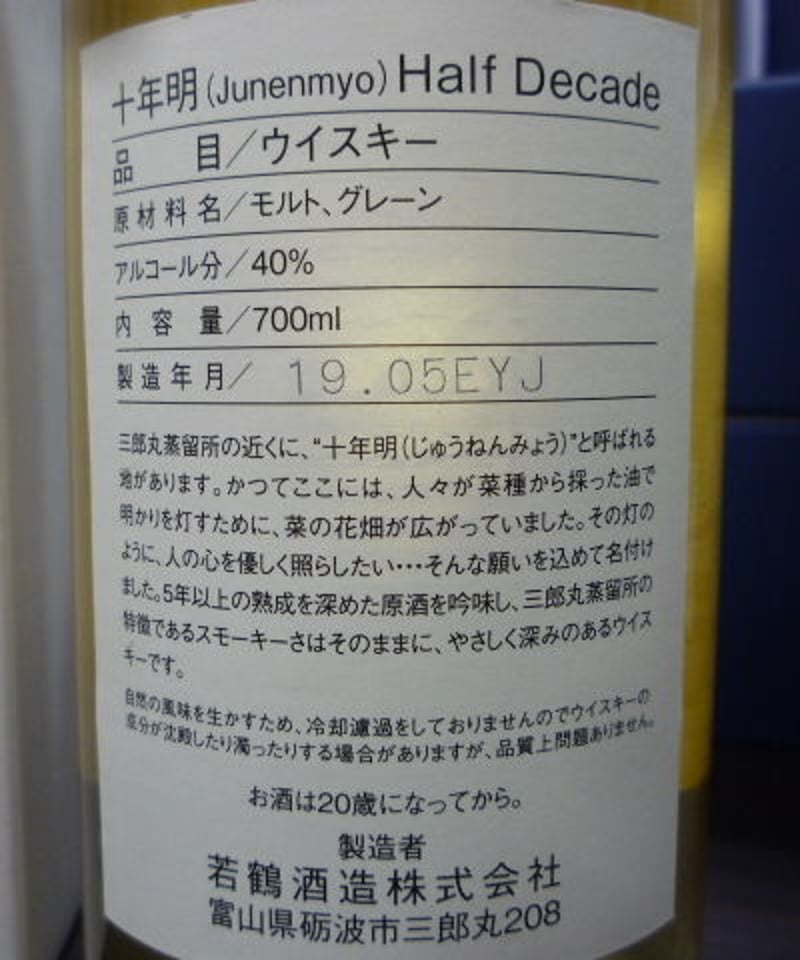 十年明(Junenmyo) Half Decade
品 目/ウイスキー
原材料名/モルト、グレーン
アルコール分/40%
内容量/700ml
製造年月/ 19.05EYJ
三郎丸蒸留所の近くに、“十年明(じゅうねんみょう)”と呼ばれる
地があります。かつてここには、人々が菜種から採った油で
明かりを灯すために、菜の花畑が広がっていました。その灯の
ように、人の心を優しく照らしたい･･･そんな願いを込めて名付け
ました。5年以上の熟成を深めた原酒を吟味し、三郎丸蒸留所の
特徴であるスモーキーさはそのままに、やさしく深みのあるウイス
キーです。
自然の風味を生かすため、冷却濾過をしておりませんのでウイスキーの
成分が沈殿したり濁ったりする場合がありますが、品質上問題ありません。
お酒は20歳になってから。
製造者
若鶴酒造株式会社
富山県砺波市三郎丸208